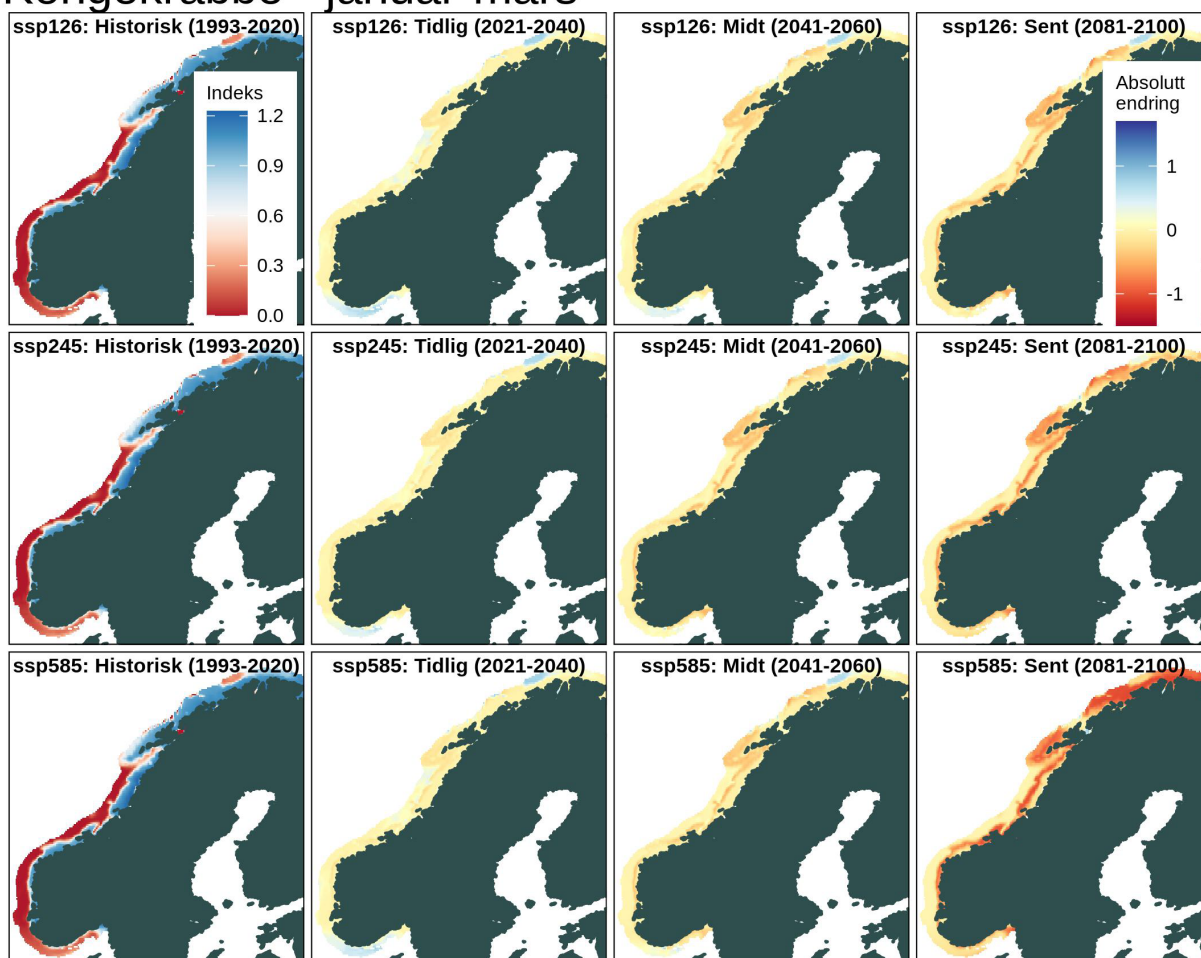 Kongekrabbe - januar-mars
ssp126: Historisk (1993-2020)
ssp126: Tidlig (2021-2040)
ssp126: Midt (2041-2060)
ssp126: Sent (2081-2100)
Indeks
1.2
0.9
0.6
0.3
0.0
Absolutt
endring
1
0
-1
ssp245: Historisk (1993-2020)
ssp245: Tidlig (2021-2040)
ssp245: Midt (2041-2060)
ssp245: Sent (2081-2100)
ssp585: Historisk (1993-2020)
ssp585: Tidlig (2021-2040)
ssp585: Midt (2041-2060)
ssp585: Sent (2081-2100)